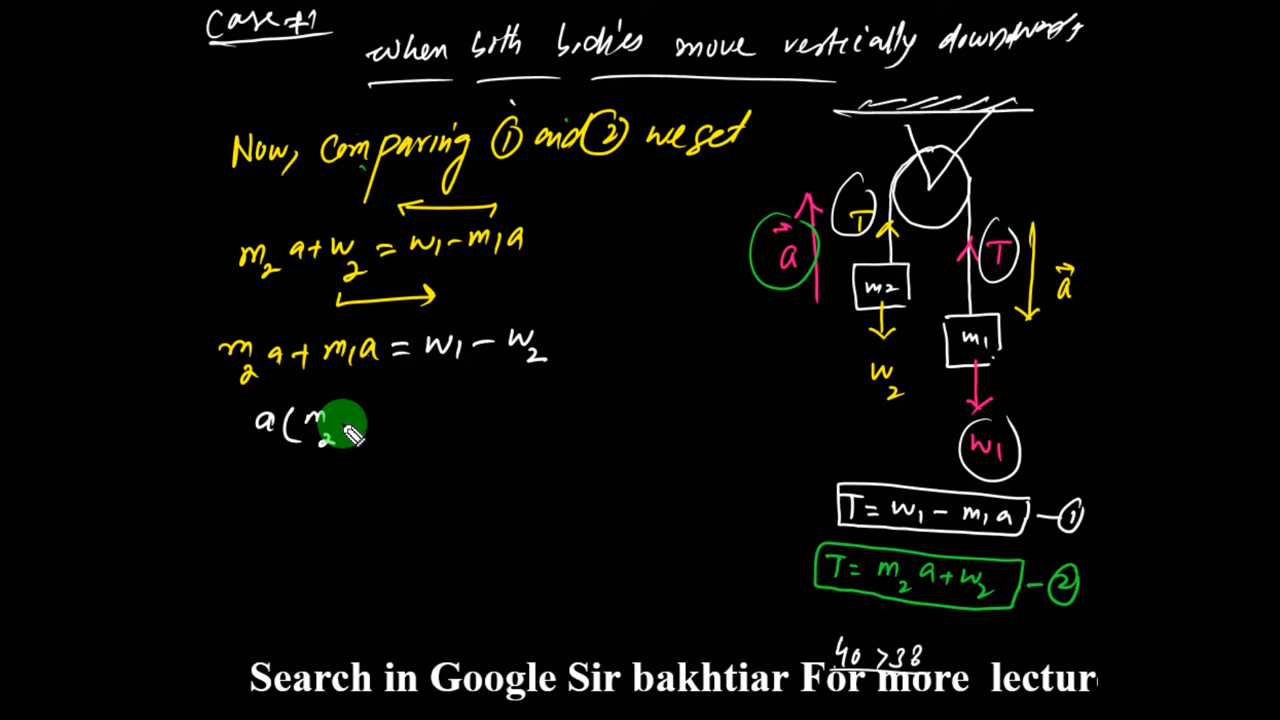 Case #1
when both bodies move vertically downwards
Now, comparing ① and ② we get
m₂ a + w₂ = w₁ - m₁ a
m₂ a + m₁ a = w₁ - w₂
a ( m₂
a⃗
T
T
m₂
m₁
a⃗
w₂
w₁
T = w₁ - m₁ a — ①
T = m₂ a + w₂ — ②
40 > 38
Search in Google Sir bakhtiar For more lectur